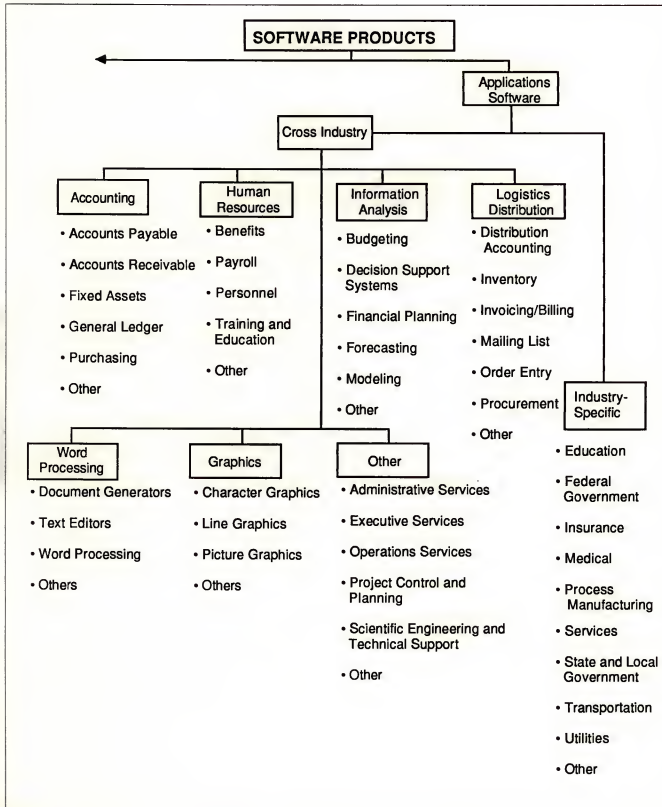 SOFTWARE PRODUCTS
Applications
Software
Cross Industry
Accounting
• Accounts Payable
• Accounts Receivable
• Fixed Assets
• General Ledger
• Purchasing
• Other
Human
Resources
• Benefits
• Payroll
• Personnel
• Training and
Education
• Other
Information
Analysis
• Budgeting
• Decision Support
Systems
• Financial Planning
• Forecasting
• Modeling
• Other
Logistics
Distribution
• Distribution
Accounting
• Inventory
• Invoicing/Billing
• Mailing List
• Order Entry
• Procurement
• Other
Word
Processing
• Document Generators
• Text Editors
• Word Processing
• Others
Graphics
• Character Graphics
• Line Graphics
• Picture Graphics
• Others
Other
• Administrative Services
• Executive Services
• Operations Services
• Project Control and
Planning
• Scientific Engineering and
Technical Support
• Other
Industry-
Specific
• Education
• Federal
Government
• Insurance
• Medical
• Process
Manufacturing
• Services
• State and Local
Government
• Transportation
• Utilities
• Other